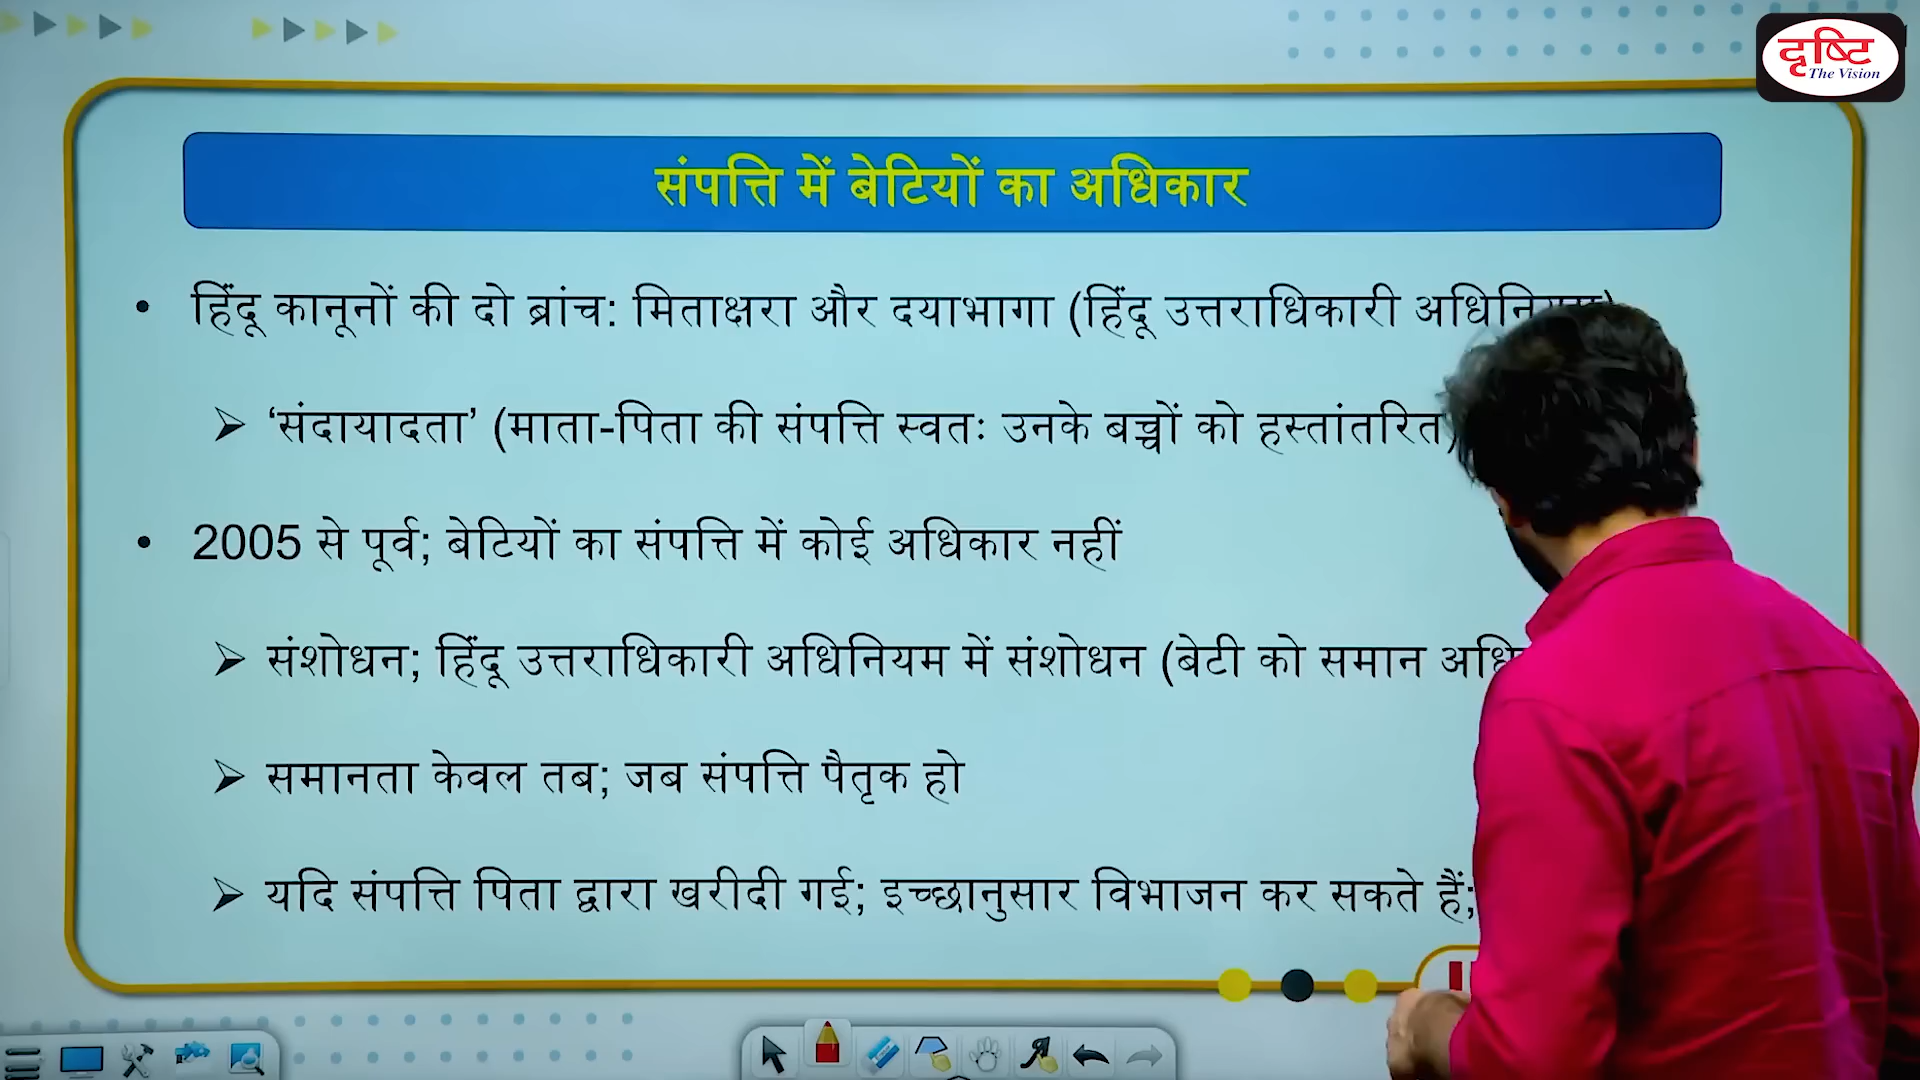 दृष्टि
The Vision
संपत्ति में बेटियों का अधिकार
• हिंदू कानूनों की दो ब्रांच: मिताक्षरा और दयाभागा (हिंदू उत्तराधिकारी अधिनियम)
➢ ‘संदायादता’ (माता-पिता की संपत्ति स्वतः उनके बच्चों को हस्तांतरित)
• 2005 से पूर्व; बेटियों का संपत्ति में कोई अधिकार नहीं
➢ संशोधन; हिंदू उत्तराधिकारी अधिनियम में संशोधन (बेटी को समान
➢ समानता केवल तब; जब संपत्ति पैतृक हो
➢ यदि संपत्ति पिता द्वारा खरीदी गई; इच्छानुसार विभाजन कर सकते हैं;